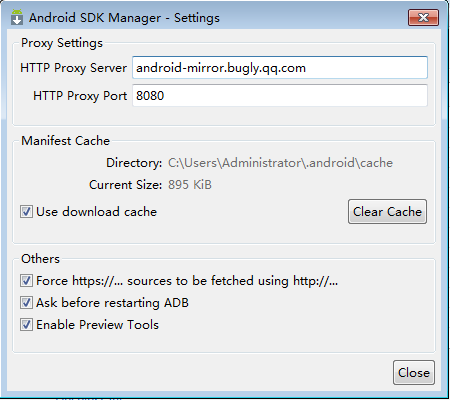 Android SDK Manager - Settings
Proxy Settings
HTTP Proxy Server android-mirror.bugly.qq.com
HTTP Proxy Port 8080
Manifest Cache
Directory: C:\Users\Administrator\.android\cache
Current Size: 895 KiB
Use download cache Clear Cache
Others
Force https://... sources to be fetched using http://...
Ask before restarting ADB
Enable Preview Tools
Close